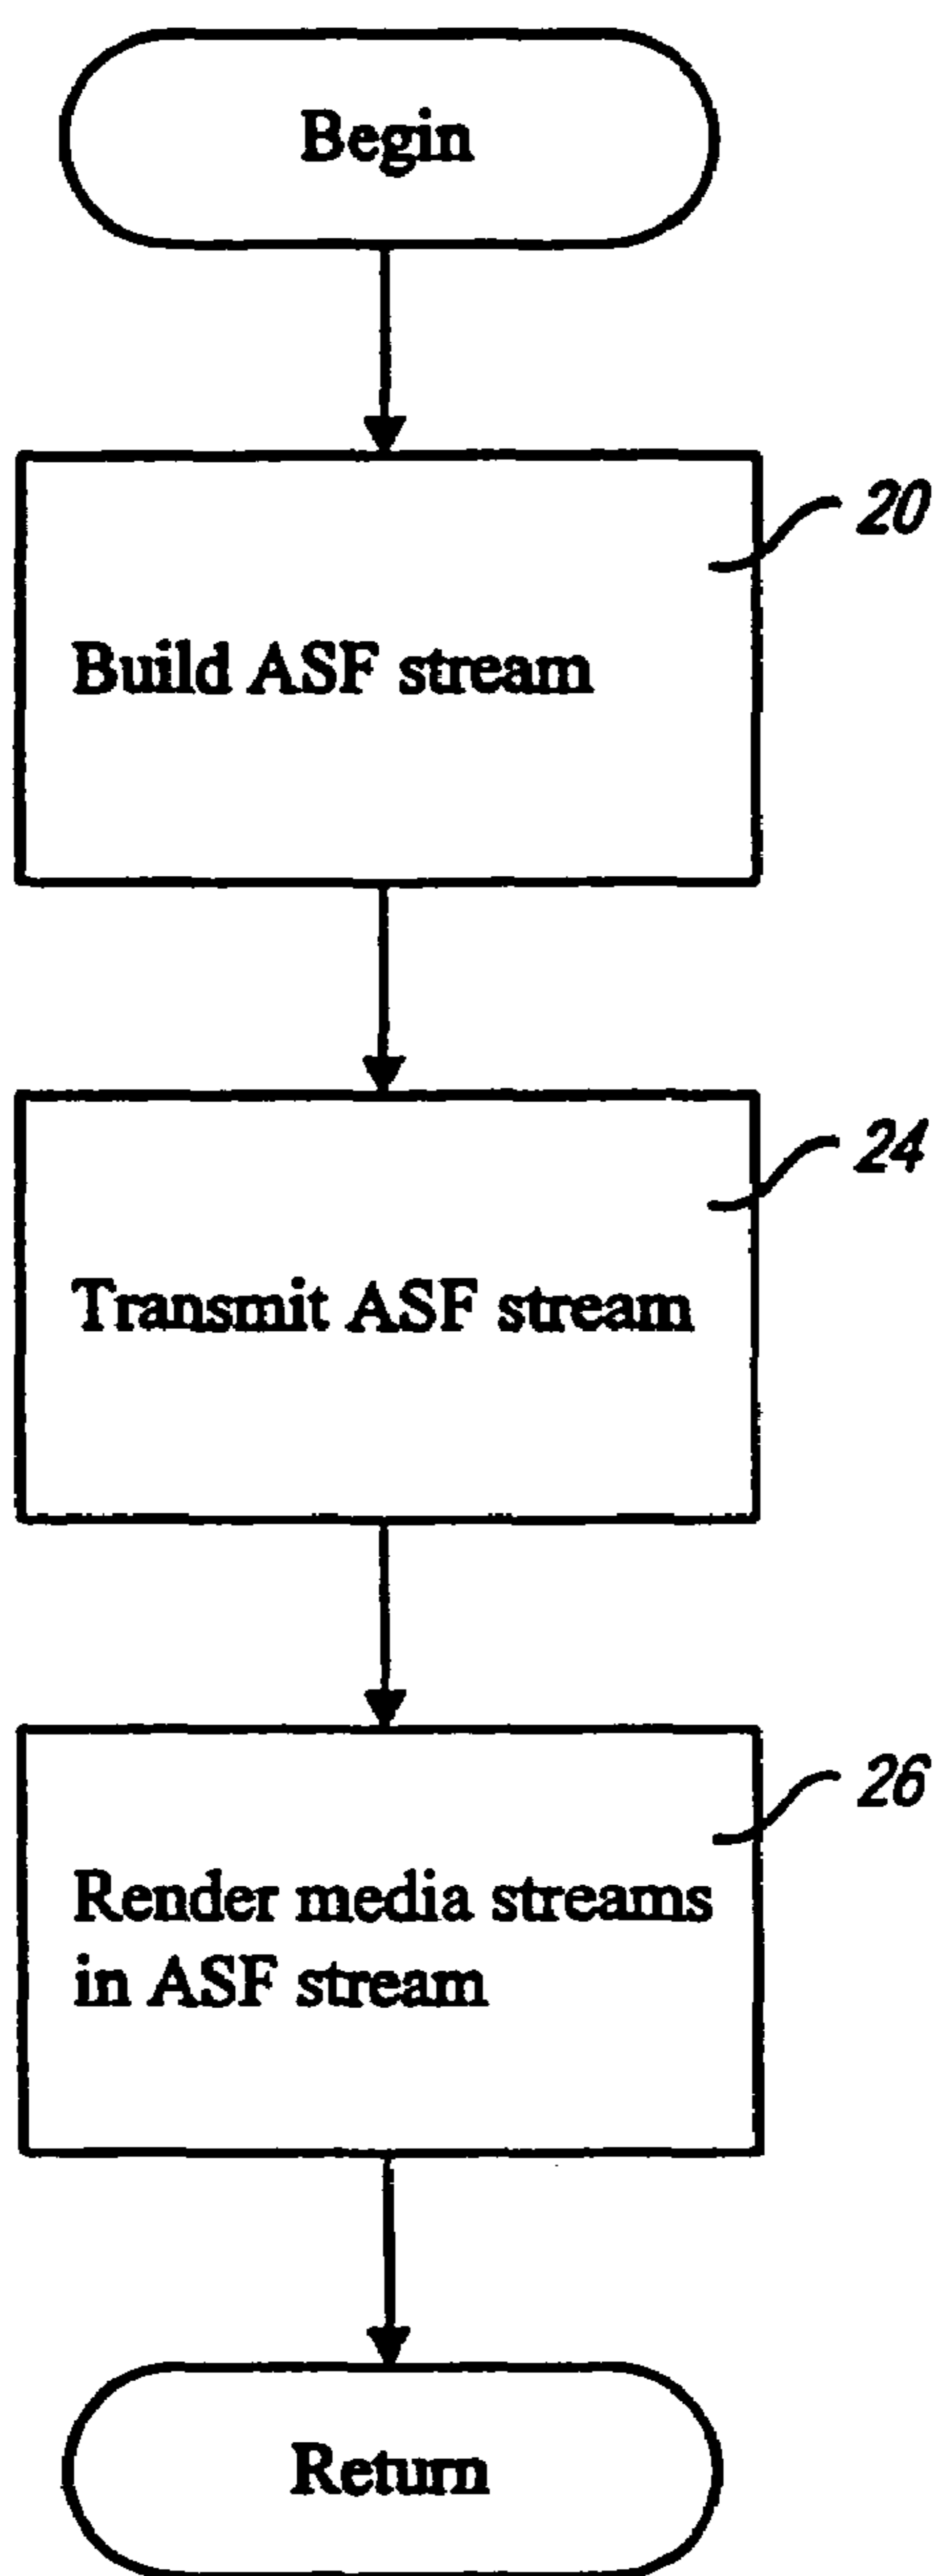 Begin
20
Build ASF stream
24
Transmit ASF stream
26
Render media streams
in ASF stream
Return